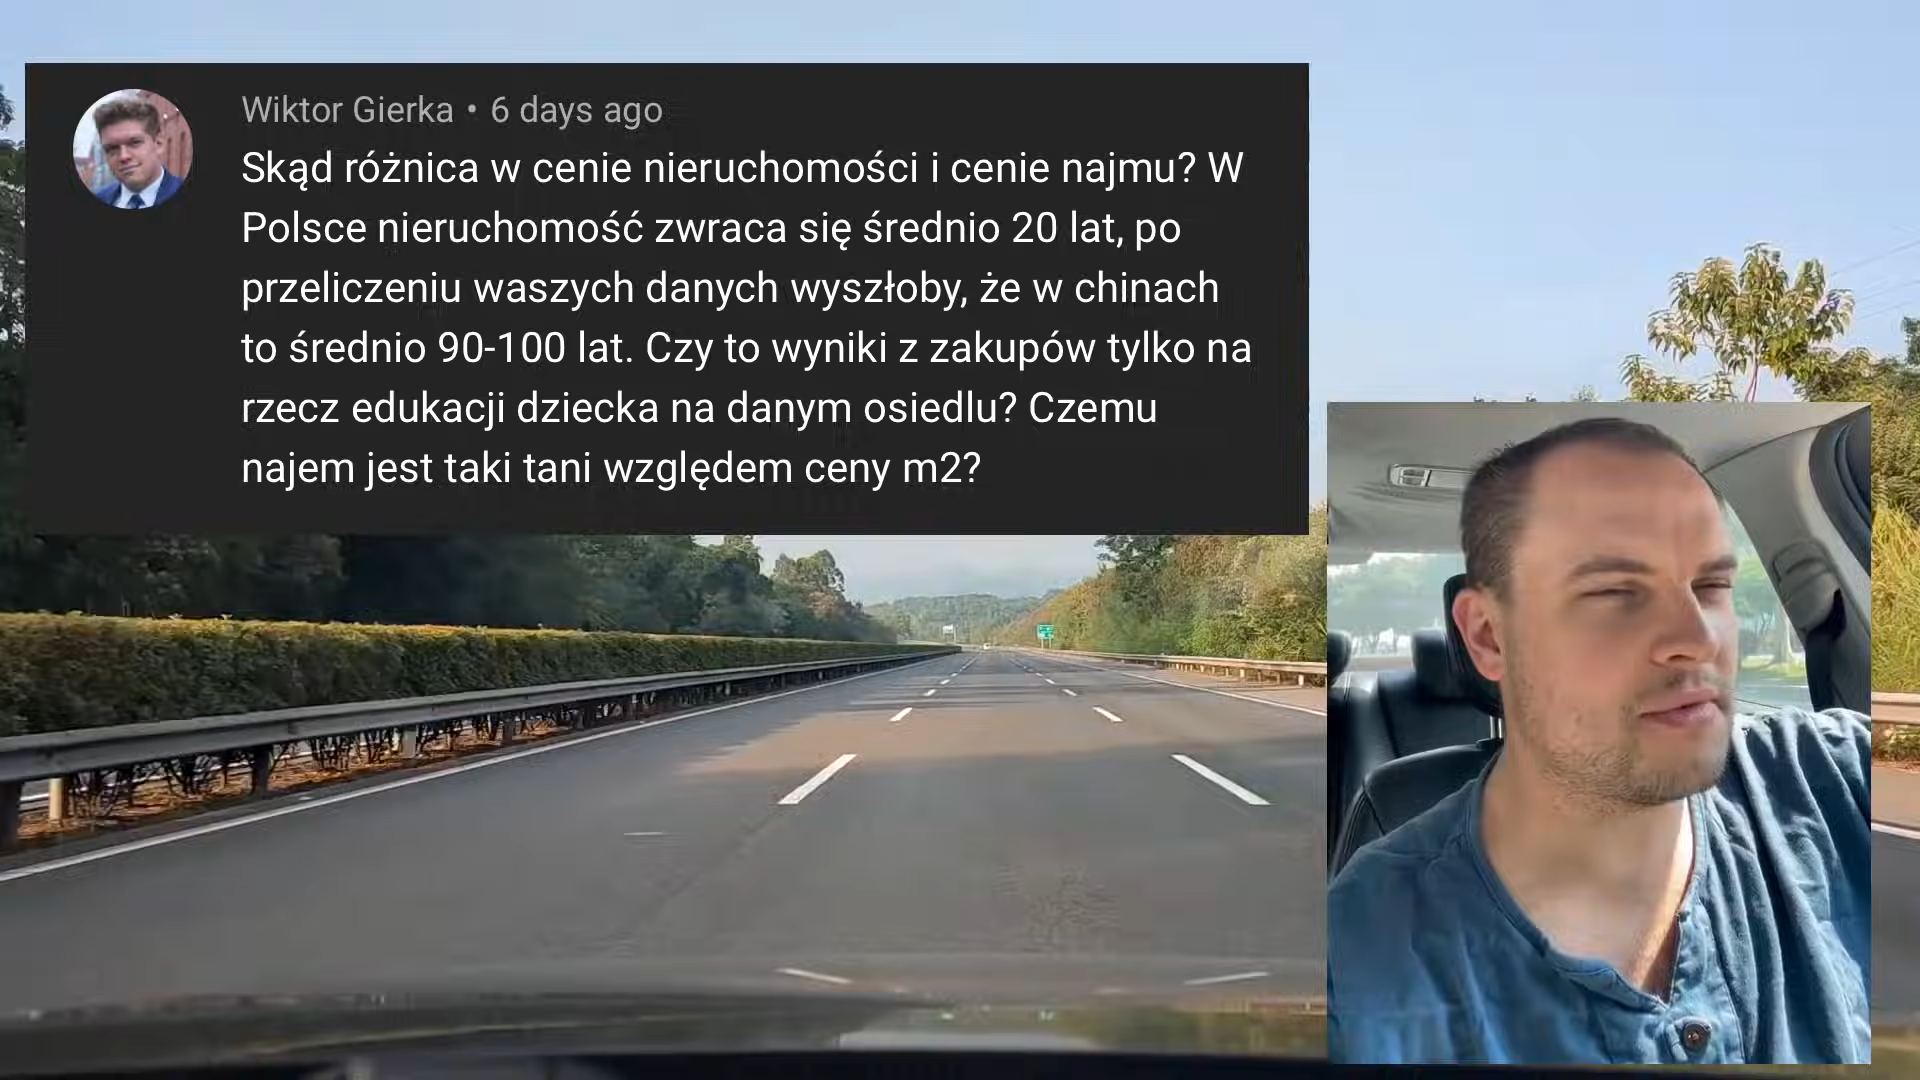 Wiktor Gierka • 6 days ago
Skąd różnica w cenie nieruchomości i cenie najmu? W
Polsce nieruchomość zwraca się średnio 20 lat, po
przeliczeniu waszych danych wyszłoby, że w chinach
to średnio 90-100 lat. Czy to wyniki z zakupów tylko na
rzecz edukacji dziecka na danym osiedlu? Czemu
najem jest taki tani względem ceny m2?